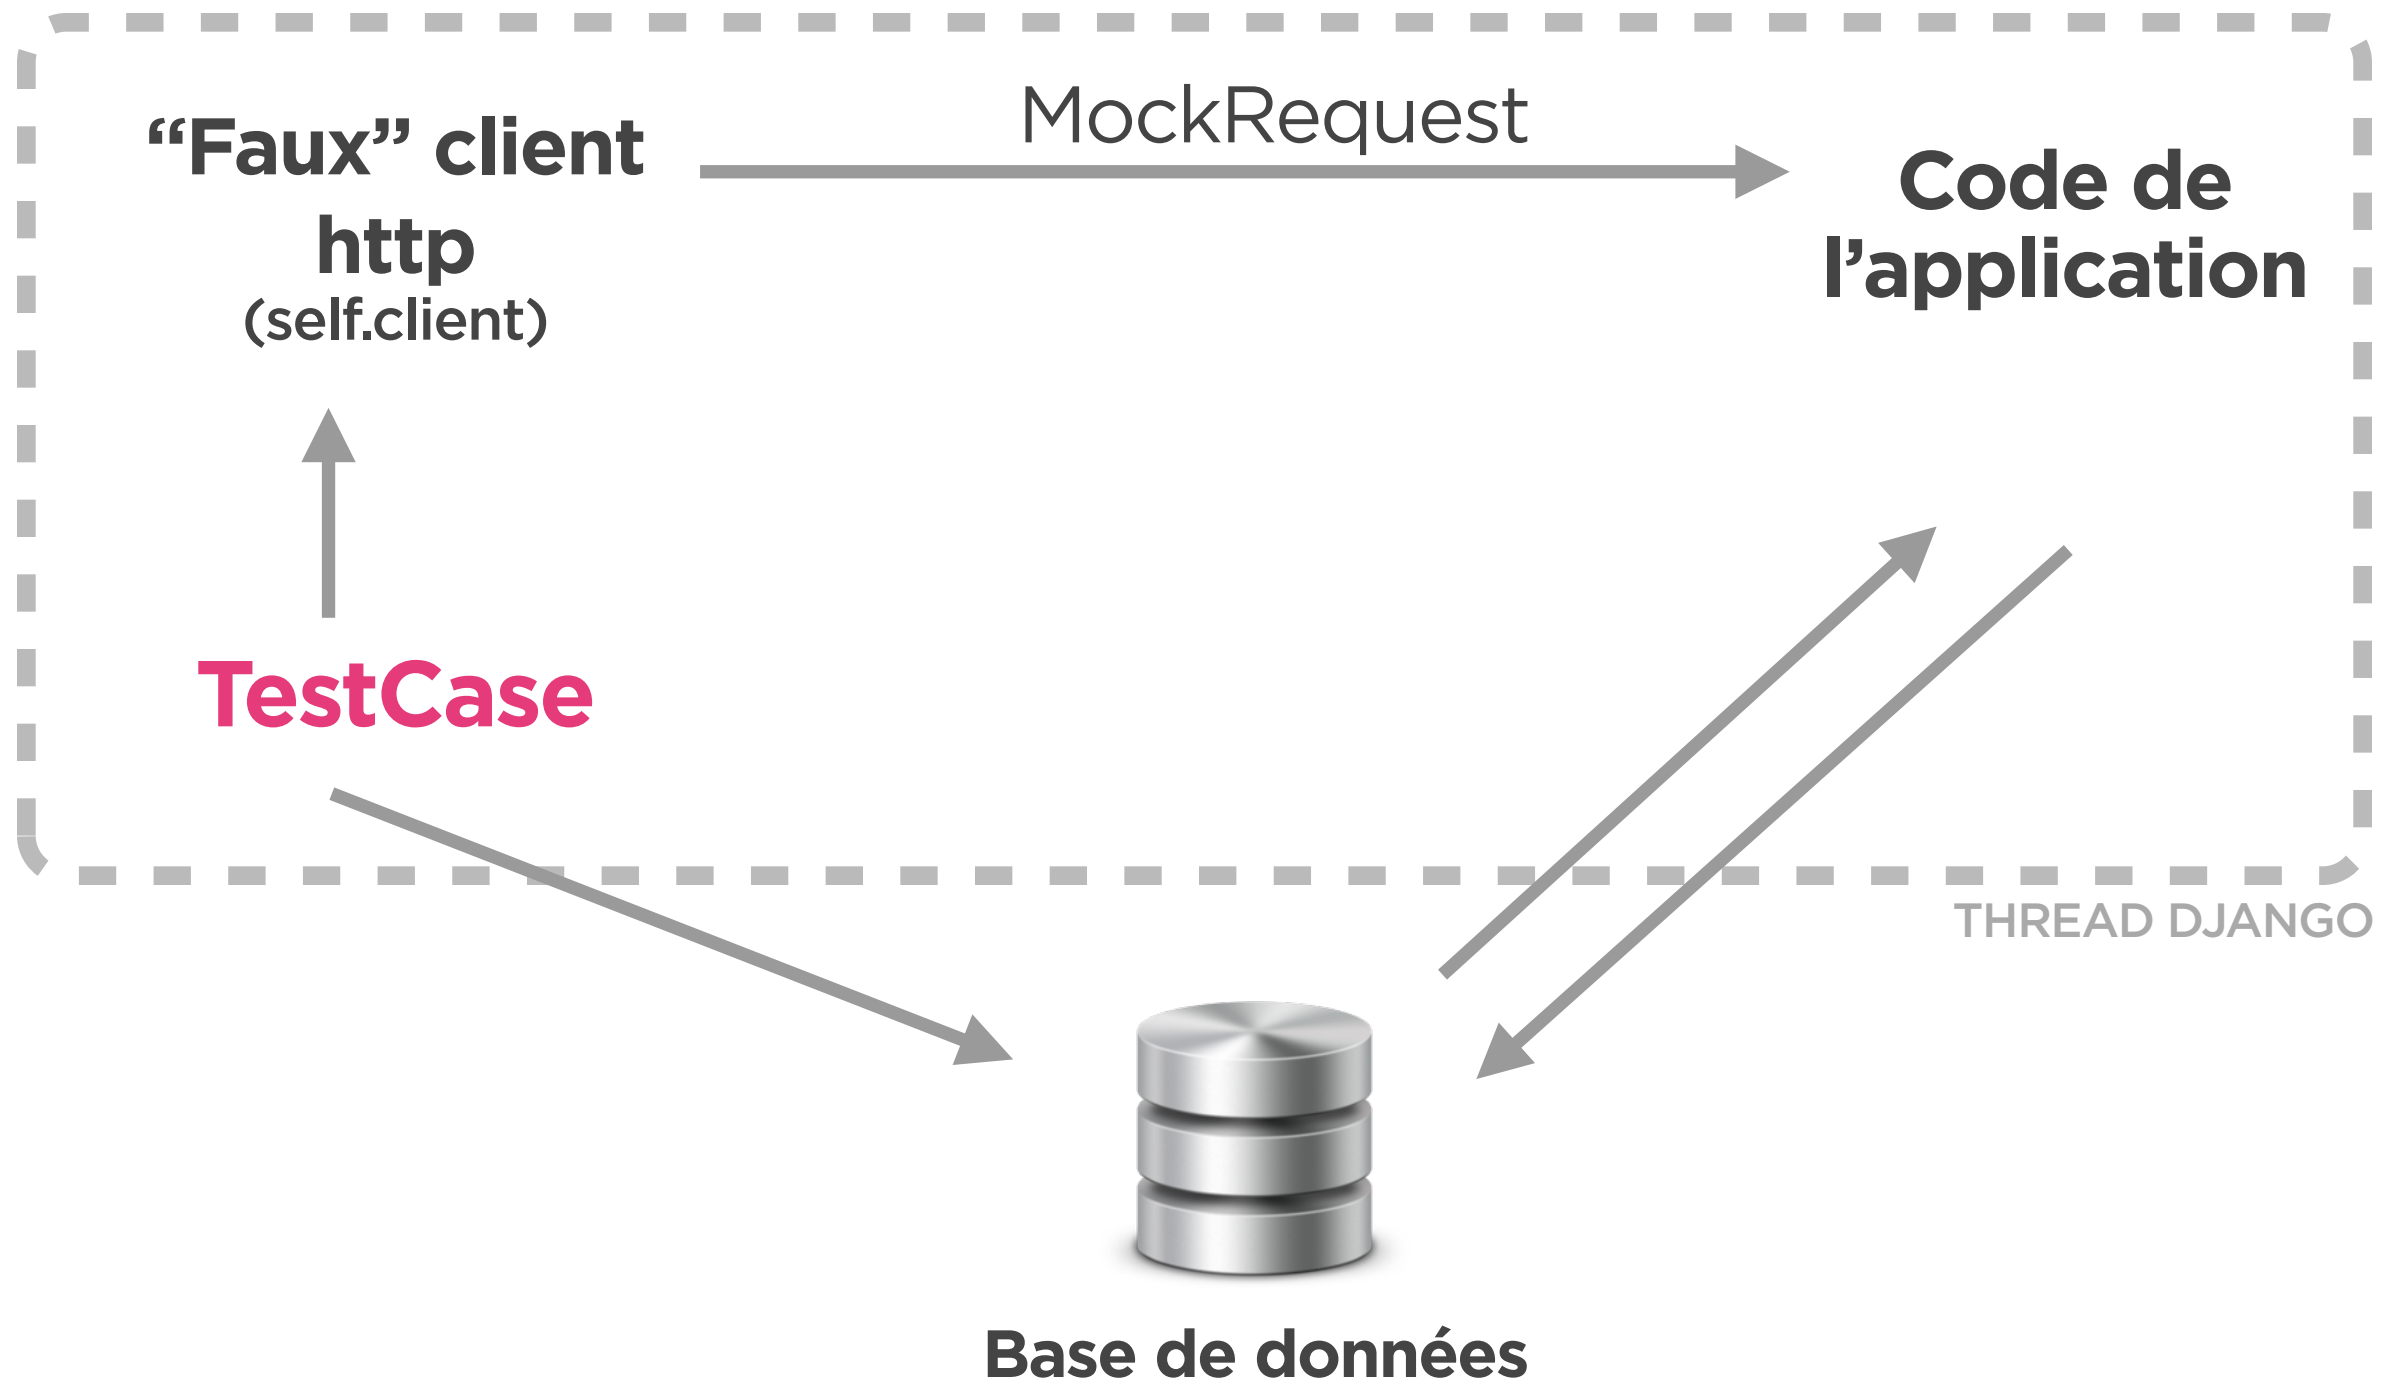 “Faux” client
http
(self.client)
MockRequest
Code de
l’application
TestCase
THREAD DJANGO
Base de données